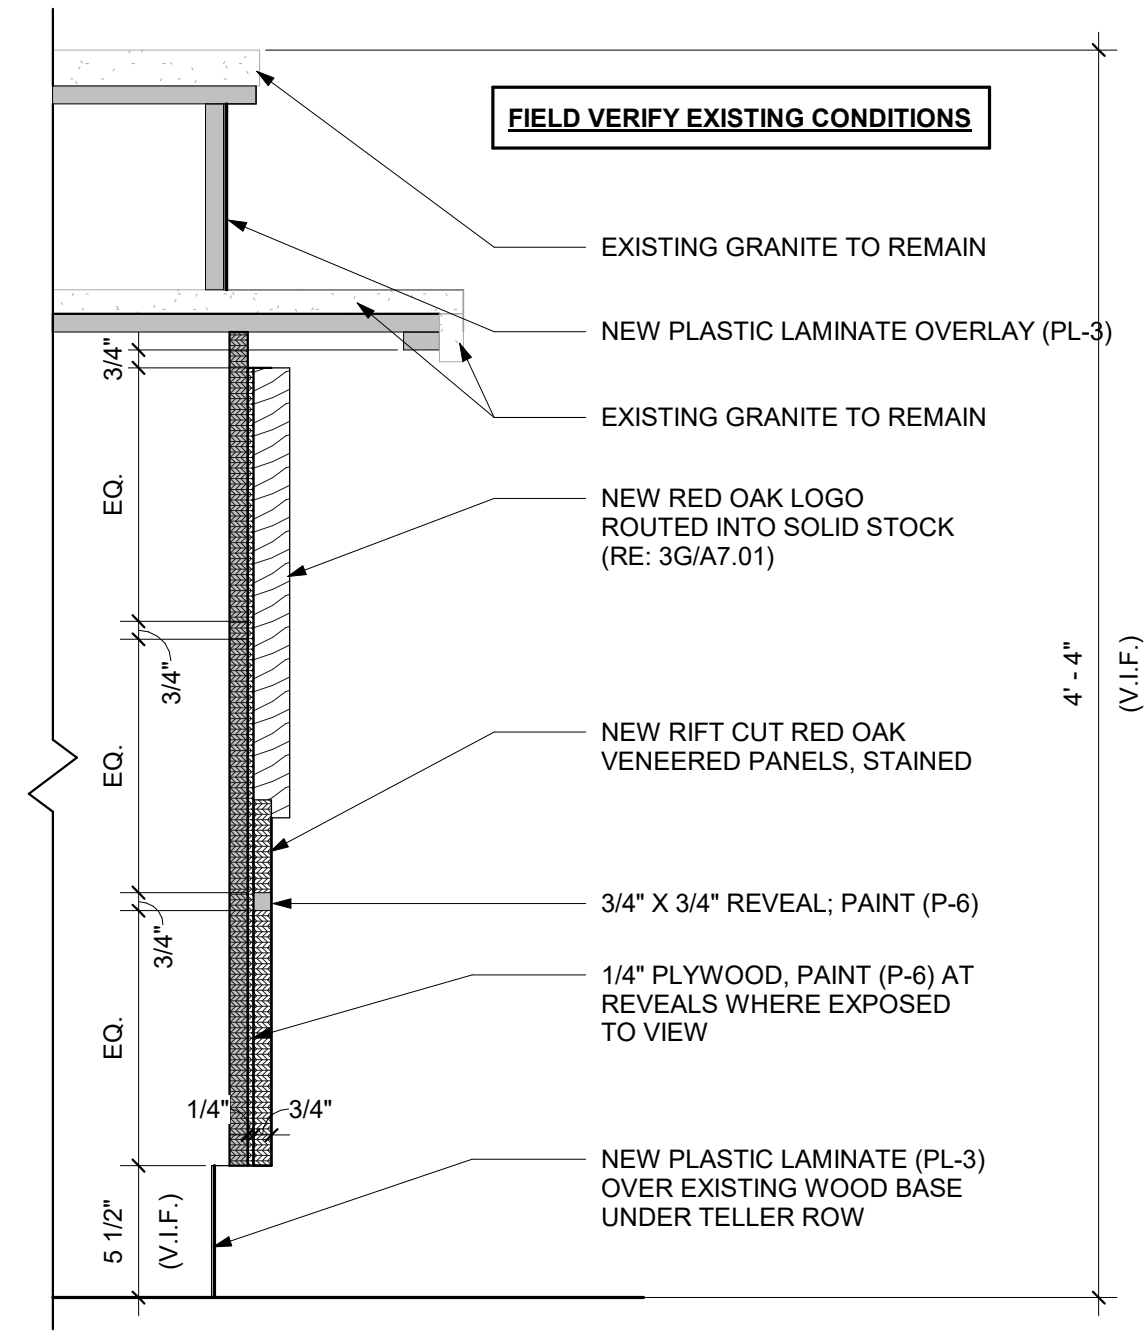 FIELD VERIFY EXISTING CONDITIONS
EXISTING GRANITE TO REMAIN
NEW PLASTIC LAMINATE OVERLAY (PL-3)
3/4"
EXISTING GRANITE TO REMAIN
EQ.
NEW RED OAK LOGO
ROUTED INTO SOLID STOCK
(RE: 3G/A7.01)
3/4"
4' - 4"
(V.I.F.)
EQ.
NEW RIFT CUT RED OAK
VENEERED PANELS, STAINED
3/4" X 3/4" REVEAL; PAINT (P-6)
3/4"
1/4" PLYWOOD, PAINT (P-6) AT
REVEALS WHERE EXPOSED
TO VIEW
EQ.
1/4"
3/4"
NEW PLASTIC LAMINATE (PL-3)
OVER EXISTING WOOD BASE
UNDER TELLER ROW
5 1/2"
(V.I.F.)